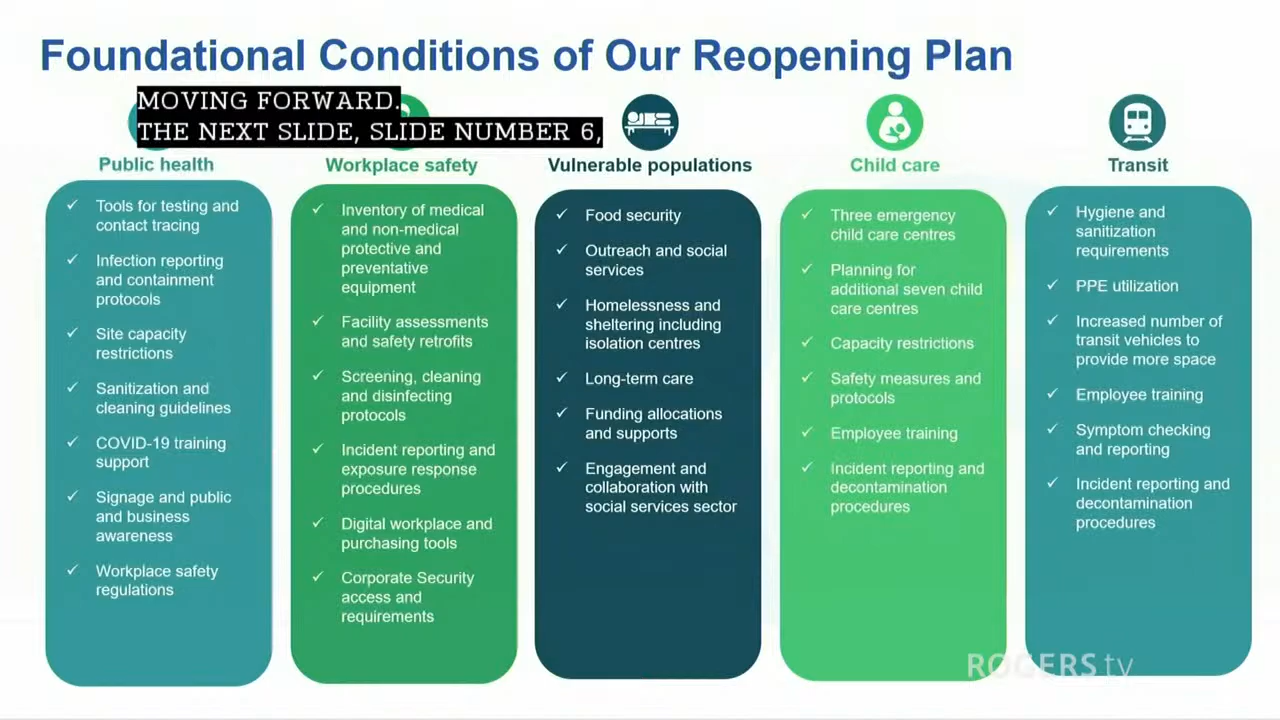 Foundational Conditions of Our Reopening Plan
MOVING FORWARD.
THE NEXT SLIDE, SLIDE NUMBER 6,
Public health
Tools for testing and
contact tracing
Infection reporting
and containment
protocols
Site capacity
restrictions
Sanitization and
cleaning guidelines
COVID-19 training
support
Signage and public
and business
awareness
Workplace safety
regulations
Workplace safety
Inventory of medical
and non-medical
protective and
preventative
equipment
Facility assessments
and safety retrofits
Screening, cleaning
and disinfecting
protocols
Incident reporting and
exposure response
procedures
Digital workplace and
purchasing tools
Corporate Security
access and
requirements
Vulnerable populations
Food security
Outreach and social
services
Homelessness and
sheltering including
isolation centres
Long-term care
Funding allocations
and supports
Engagement and
collaboration with
social services sector
Child care
Three emergency
child care centres
Planning for
additional seven child
care centres
Capacity restrictions
Safety measures and
protocols
Employee training
Incident reporting and
decontamination
procedures
Transit
Hygiene and
sanitization
requirements
PPE utilization
Increased number of
transit vehicles to
provide more space
Employee training
Symptom checking
and reporting
Incident reporting and
decontamination
procedures
ROGERS tv